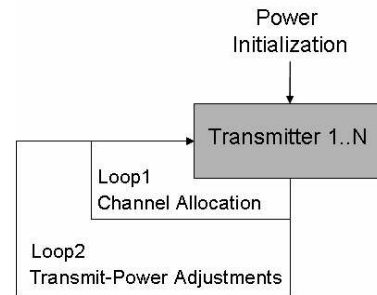 Power
Initialization
Transmitter 1..N
Loop1
Channel Allocation
Loop2
Transmit-Power Adjustments